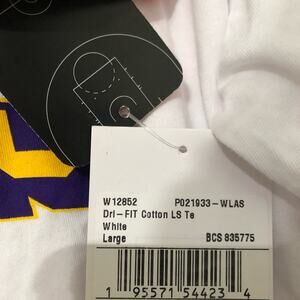 W12852 P021933-WLAS
Dri-FIT Cotton LS Te
White
Large BCS 835775
1 95571 54423 4